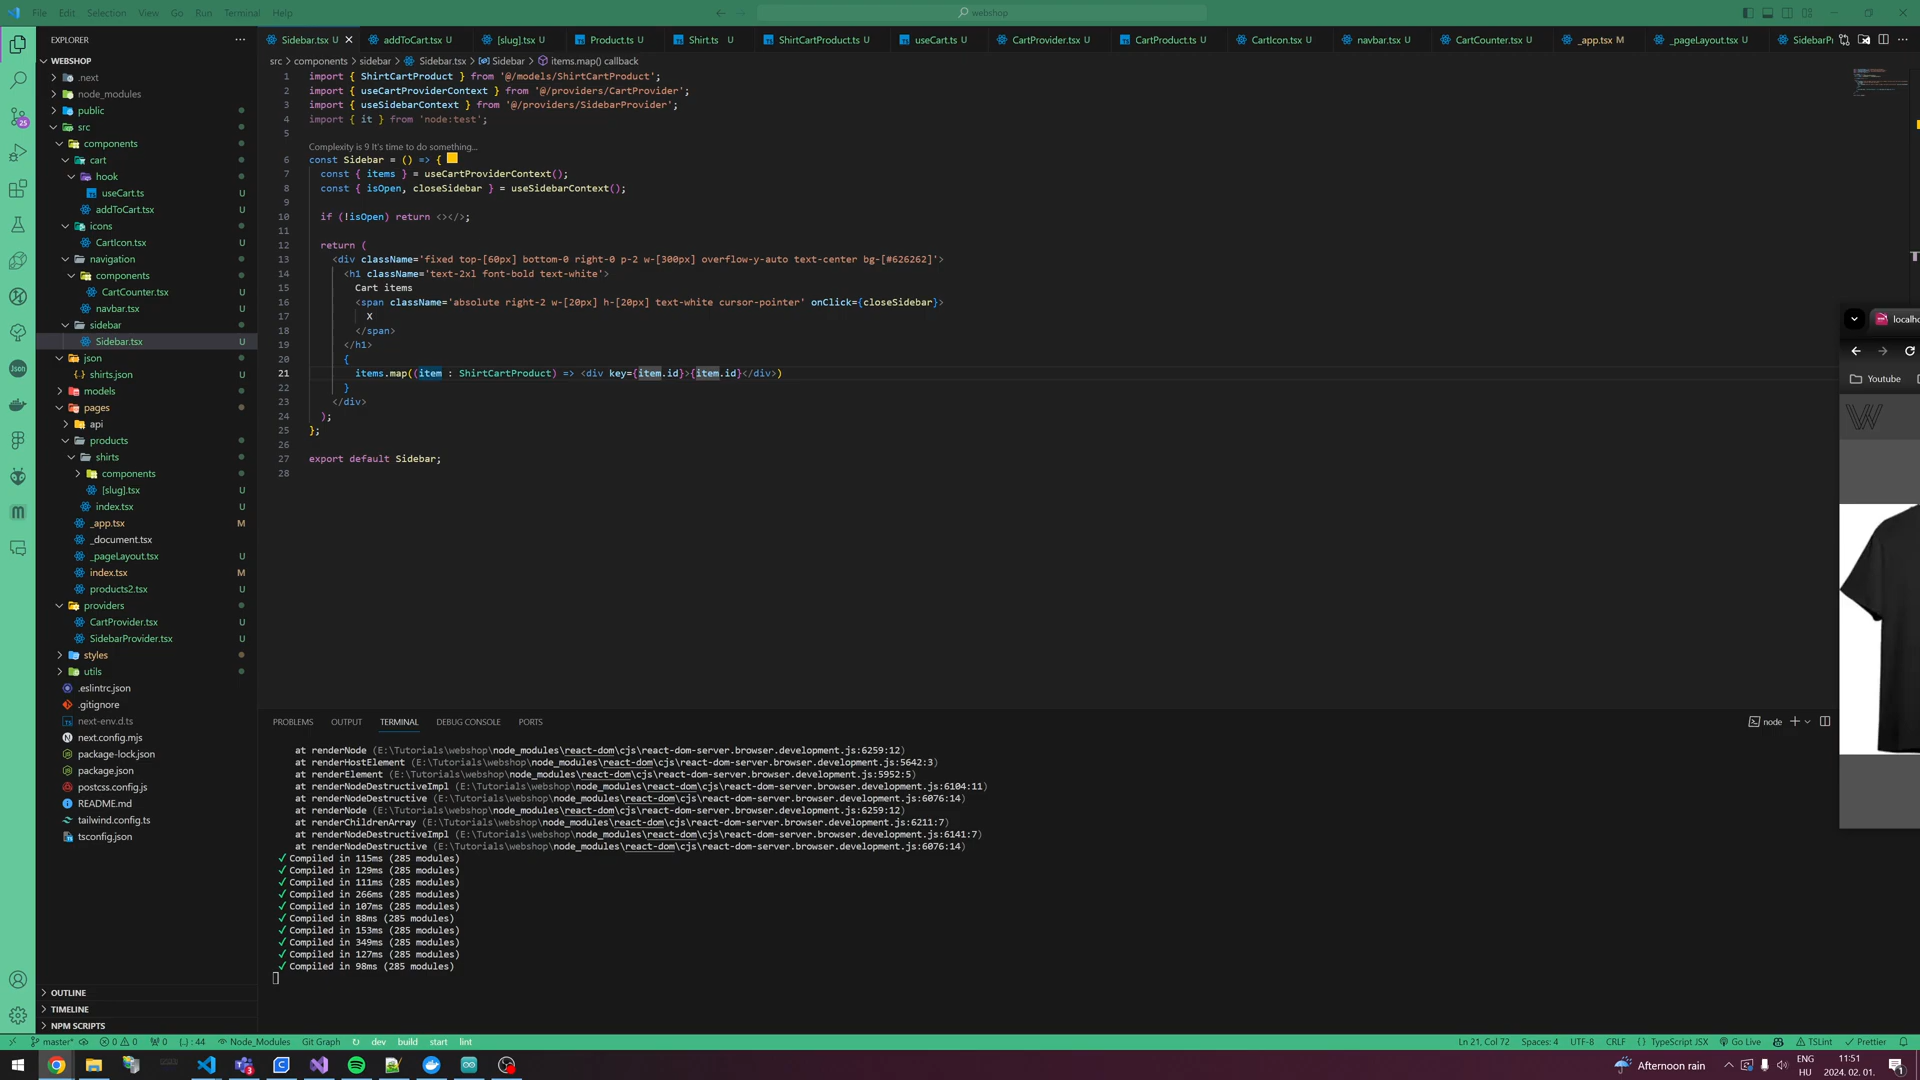 File Edit Selection View Go Run Terminal Help
webshop
EXPLORER
WEBSHOP
.next
node_modules
public
src
components
cart
hook
useCart.ts U
addToCart.tsx U
icons
CartIcon.tsx U
navigation
components
CartCounter.tsx U
navbar.tsx U
sidebar
Sidebar.tsx U
json
shirts.json U
models
pages
api
products
shirts
components
[slug].tsx U
index.tsx U
_app.tsx M
_document.tsx
_pageLayout.tsx U
index.tsx M
products2.tsx U
providers
CartProvider.tsx U
SidebarProvider.tsx U
styles
utils
.eslintrc.json
.gitignore
next-env.d.ts
next.config.mjs
package-lock.json
package.json
postcss.config.js
README.md
tailwind.config.ts
tsconfig.json
OUTLINE
TIMELINE
NPM SCRIPTS
25
Json
Sidebar.tsx U addToCart.tsx U [slug].tsx U Product.ts U Shirt.ts U ShirtCartProduct.ts U useCart.ts U CartProvider.tsx U CartProduct.ts U CartIcon.tsx U navbar.tsx U CartCounter.tsx U _app.tsx M _pageLayout.tsx U SidebarPr
src > components > sidebar > Sidebar.tsx > Sidebar > items.map() callback
1 import { ShirtCartProduct } from '@/models/ShirtCartProduct';
2 import { useCartProviderContext } from '@/providers/CartProvider';
3 import { useSidebarContext } from '@/providers/SidebarProvider';
4 import { it } from 'node:test';
5
Complexity is 9 It's time to do something...
6 const Sidebar = () => {
7 const { items } = useCartProviderContext();
8 const { isOpen, closeSidebar } = useSidebarContext();
9
10 if (!isOpen) return <></>;
11
12 return (
13 <div className='fixed top-[60px] bottom-0 right-0 p-2 w-[300px] overflow-y-auto text-center bg-[#626262]'>
14 <h1 className='text-2xl font-bold text-white'>
15 Cart items
16 <span className='absolute right-2 w-[20px] h-[20px] text-white cursor-pointer' onClick={closeSidebar}>
17 X
18 </span>
19 </h1>
20 {
21 items.map((item : ShirtCartProduct) => <div key={item.id}>{item.id}</div>)
22 }
23 </div>
24 );
25 };
26
27 export default Sidebar;
28
localho
Youtube
PROBLEMS OUTPUT TERMINAL DEBUG CONSOLE PORTS
node
at renderNode (E:\Tutorials\webshop\node_modules\react-dom\cjs\react-dom-server.browser.development.js:6259:12)
at renderHostElement (E:\Tutorials\webshop\node_modules\react-dom\cjs\react-dom-server.browser.development.js:5642:3)
at renderElement (E:\Tutorials\webshop\node_modules\react-dom\cjs\react-dom-server.browser.development.js:5952:5)
at renderNodeDestructiveImpl (E:\Tutorials\webshop\node_modules\react-dom\cjs\react-dom-server.browser.development.js:6104:11)
at renderNodeDestructive (E:\Tutorials\webshop\node_modules\react-dom\cjs\react-dom-server.browser.development.js:6076:14)
at renderNode (E:\Tutorials\webshop\node_modules\react-dom\cjs\react-dom-server.browser.development.js:6259:12)
at renderChildrenArray (E:\Tutorials\webshop\node_modules\react-dom\cjs\react-dom-server.browser.development.js:6211:7)
at renderNodeDestructiveImpl (E:\Tutorials\webshop\node_modules\react-dom\cjs\react-dom-server.browser.development.js:6141:7)
at renderNodeDestructive (E:\Tutorials\webshop\node_modules\react-dom\cjs\react-dom-server.browser.development.js:6076:14)
✓ Compiled in 115ms (285 modules)
✓ Compiled in 129ms (285 modules)
✓ Compiled in 111ms (285 modules)
✓ Compiled in 266ms (285 modules)
✓ Compiled in 107ms (285 modules)
✓ Compiled in 88ms (285 modules)
✓ Compiled in 153ms (285 modules)
✓ Compiled in 349ms (285 modules)
✓ Compiled in 127ms (285 modules)
✓ Compiled in 98ms (285 modules)
master* 0 0 0 {..} : 44 Node_Modules Git Graph dev build start lint
Ln 21, Col 72 Spaces: 4 UTF-8 CRLF {} TypeScript JSX Go Live TSLint Prettier
Afternoon rain
ENG
HU
11:51
2024. 02. 01.